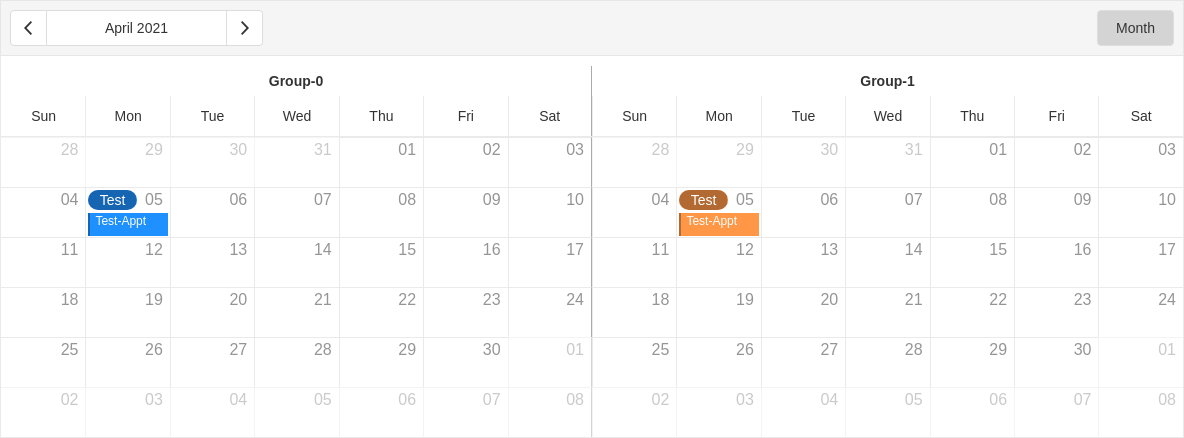 April 2021 Month
Group-0 Group-1
Sun Mon Tue Wed Thu Fri Sat Sun Mon Tue Wed Thu Fri Sat
28 29 30 31 01 02 03 28 29 30 31 01 02 03
04 Test 05 06 07 08 09 10 04 Test 05 06 07 08 09 10
Test-Appt Test-Appt
11 12 13 14 15 16 17 11 12 13 14 15 16 17
18 19 20 21 22 23 24 18 19 20 21 22 23 24
25 26 27 28 29 30 01 25 26 27 28 29 30 01
02 03 04 05 06 07 08 02 03 04 05 06 07 08